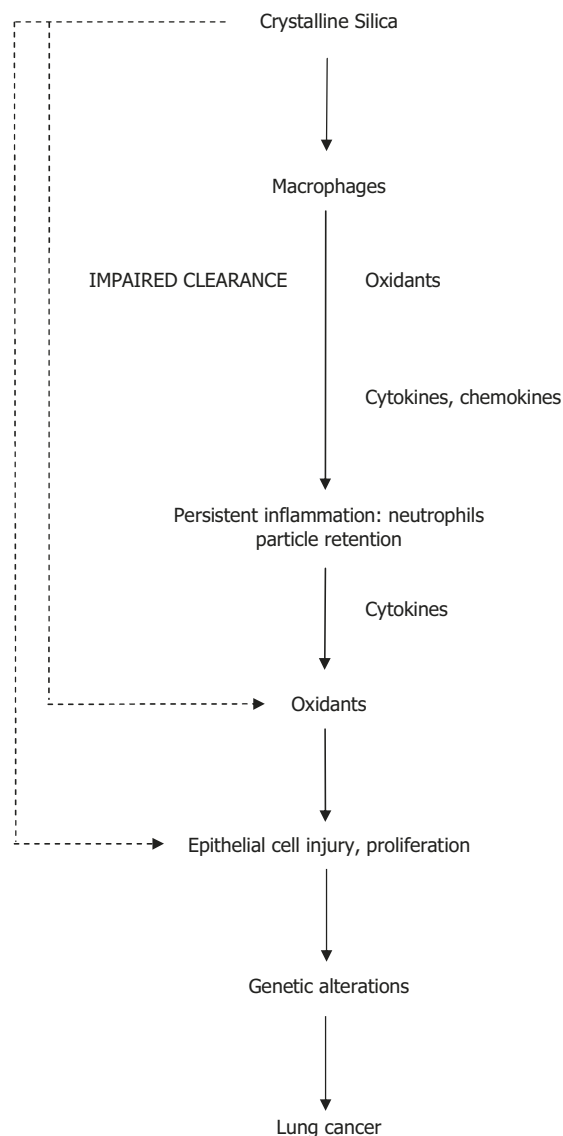 Crystalline Silica
Macrophages
IMPAIRED CLEARANCE
Oxidants
Cytokines, chemokines
Persistent inflammation: neutrophils
particle retention
Cytokines
Oxidants
Epithelial cell injury, proliferation
Genetic alterations
Lung cancer